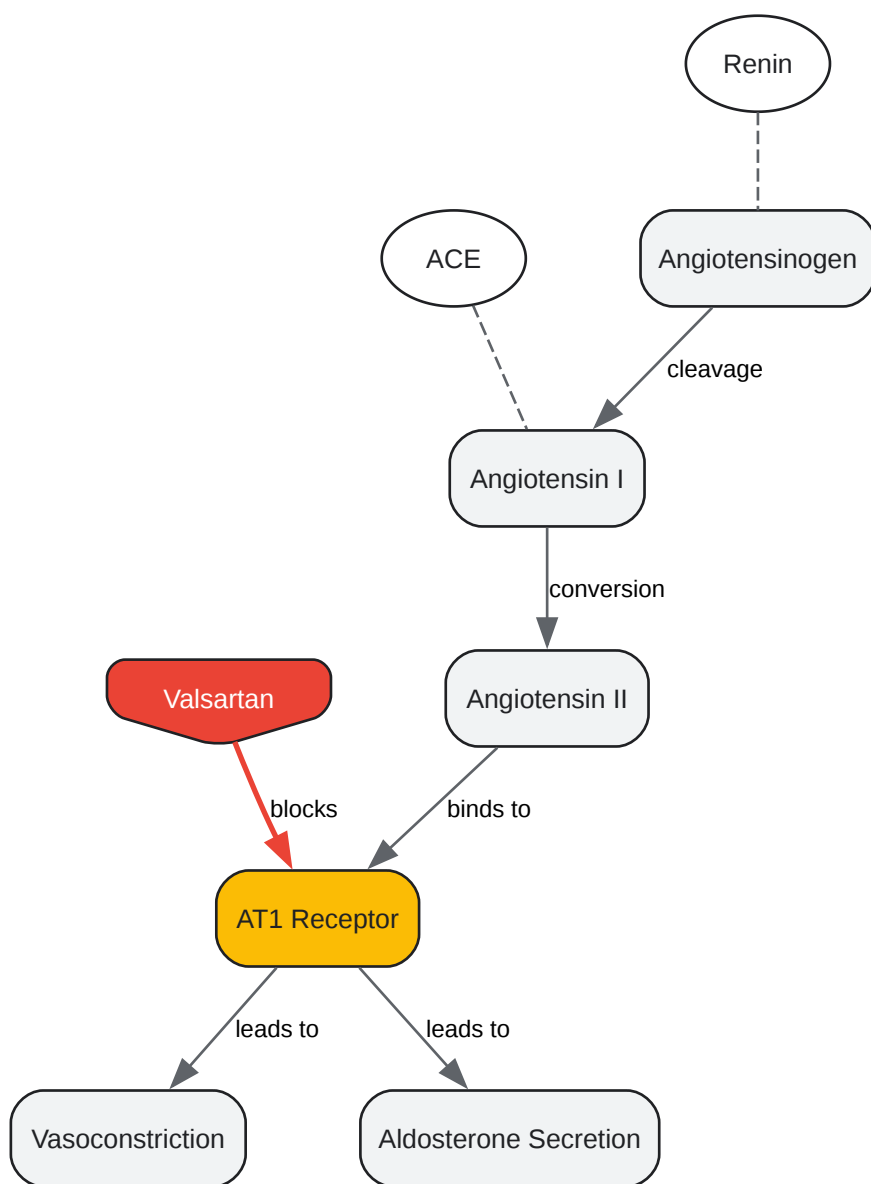 Renin
ACE
Angiotensinogen
cleavage
Angiotensin I
conversion
Valsartan
Angiotensin II
blocks
binds to
AT1 Receptor
leads to
leads to
Vasoconstriction
Aldosterone Secretion